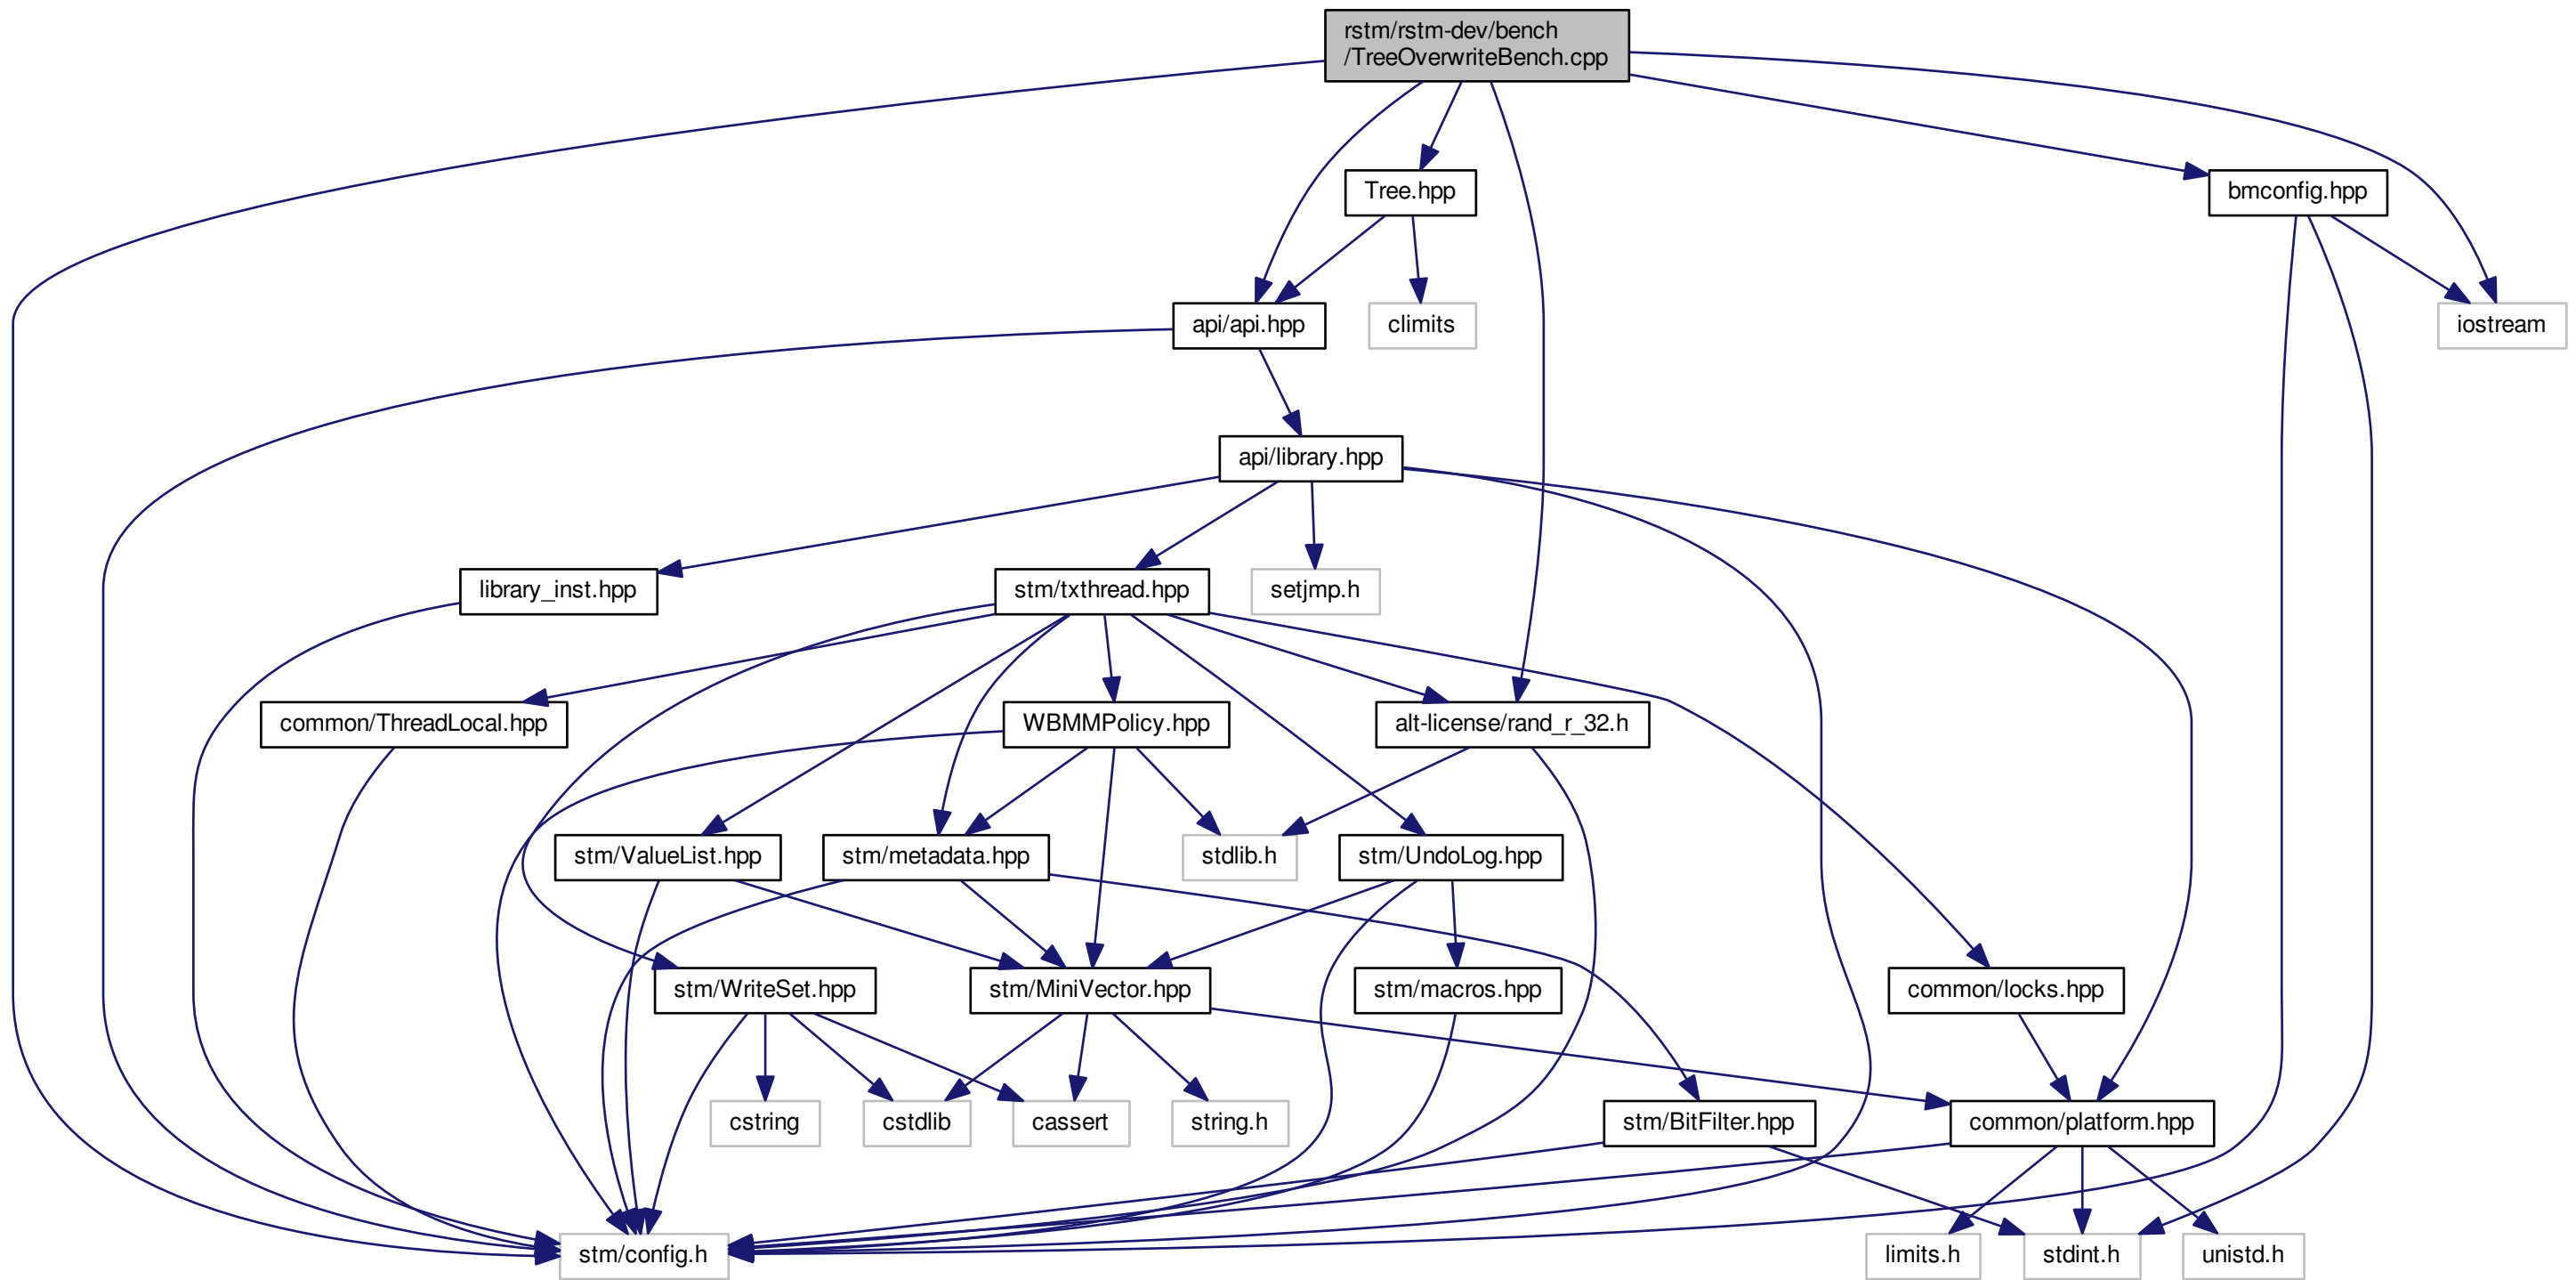 rstm/rstm-dev/bench
/TreeOverwriteBench.cpp
Tree.hpp
bmconfig.hpp
api/api.hpp
climits
iostream
api/library.hpp
library_inst.hpp
stm/txthread.hpp
setjmp.h
common/ThreadLocal.hpp
WBMMPolicy.hpp
alt-license/rand_r_32.h
stm/ValueList.hpp
stm/metadata.hpp
stdlib.h
stm/UndoLog.hpp
stm/WriteSet.hpp
stm/MiniVector.hpp
stm/macros.hpp
common/locks.hpp
cstring
cstdlib
cassert
string.h
stm/BitFilter.hpp
common/platform.hpp
stm/config.h
limits.h
stdint.h
unistd.h